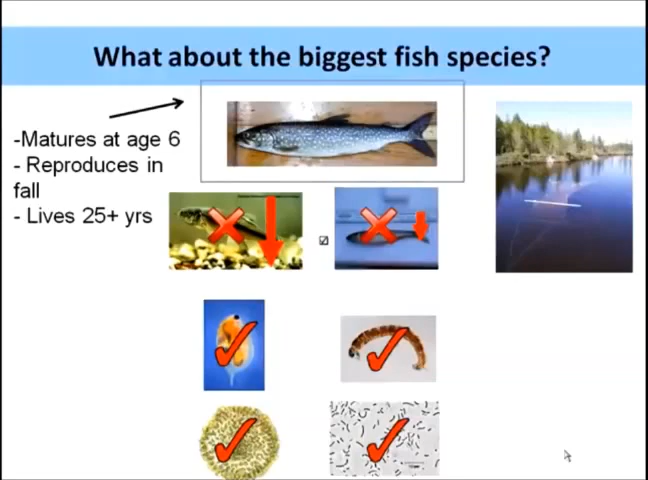 What about the biggest fish species?
-Matures at age 6
- Reproduces in
fall
- Lives 25+ yrs